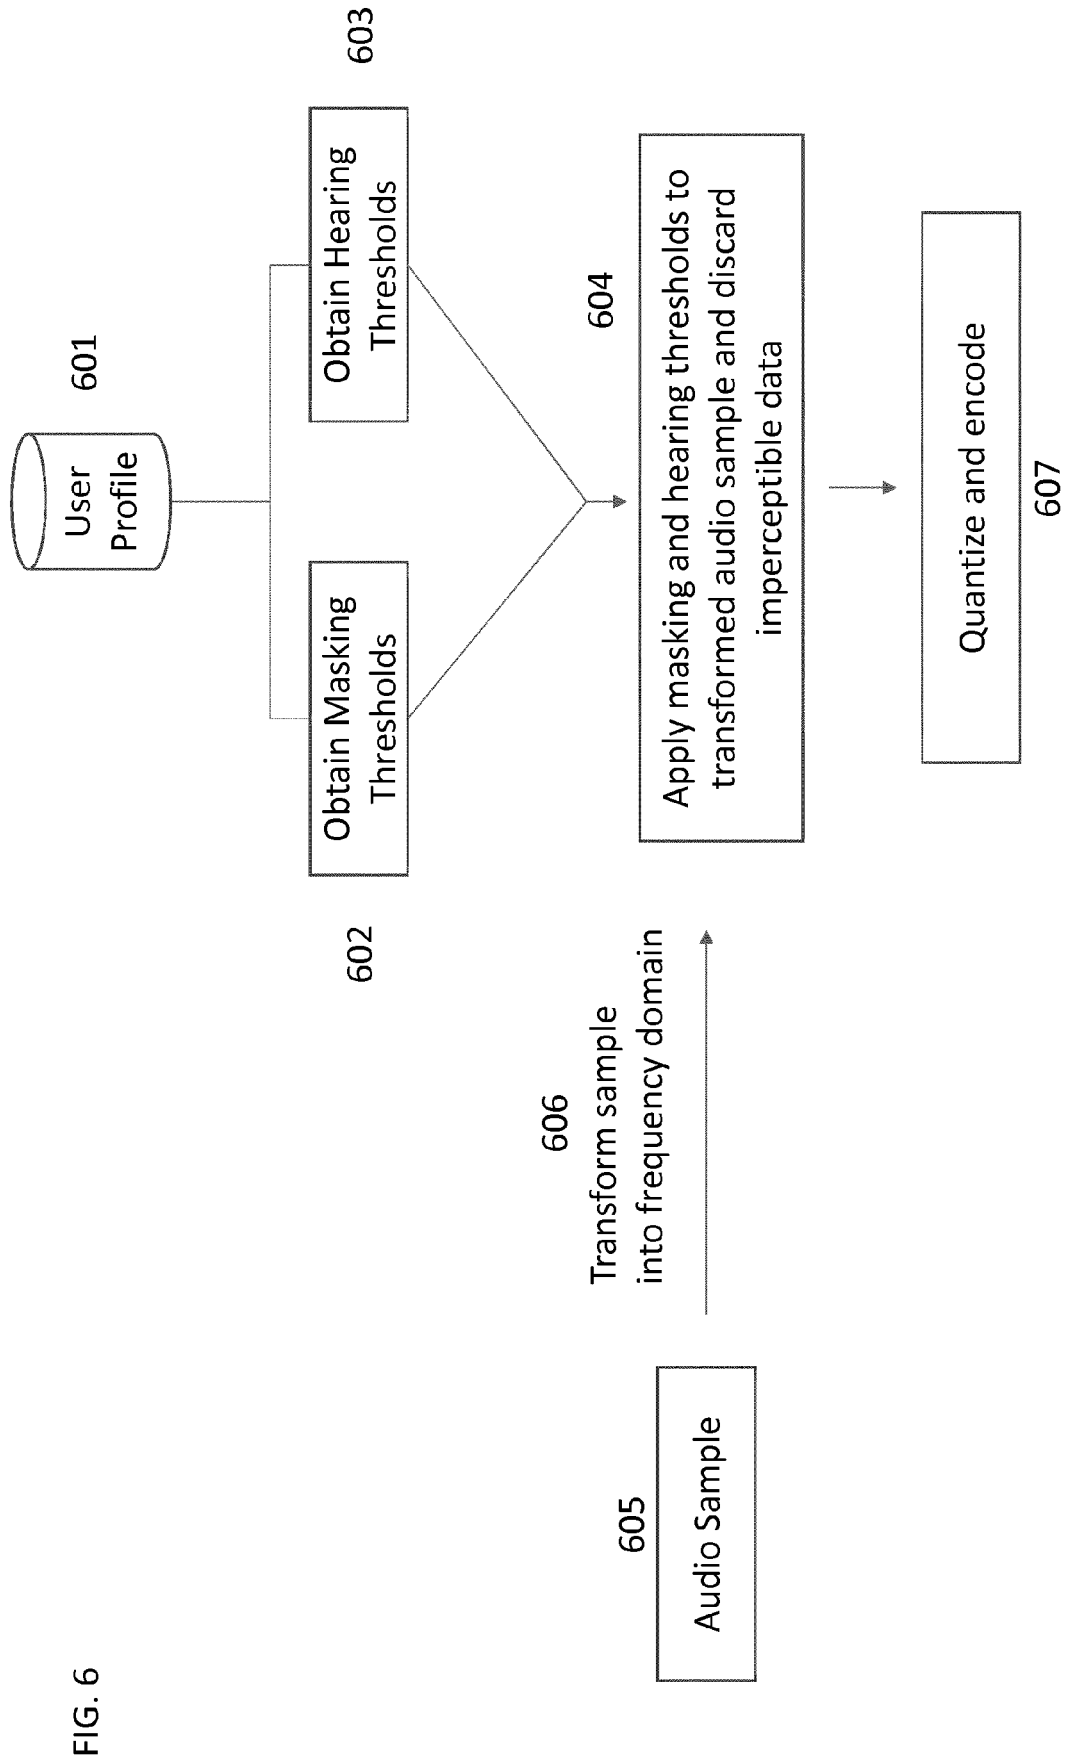 FIG. 6
601
User
Profile
602
Obtain Masking
Thresholds
Obtain Hearing
Thresholds
603
604
Apply masking and hearing thresholds to
transformed audio sample and discard
imperceptible data
605
Audio Sample
606
Transform sample
into frequency domain
Quantize and encode
607